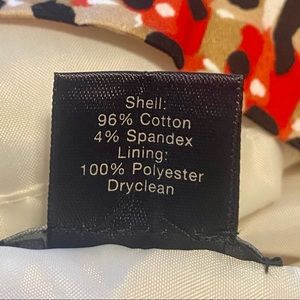 Shell:
96% Cotton
4% Spandex
Lining:
100% Polyester
Dryclean